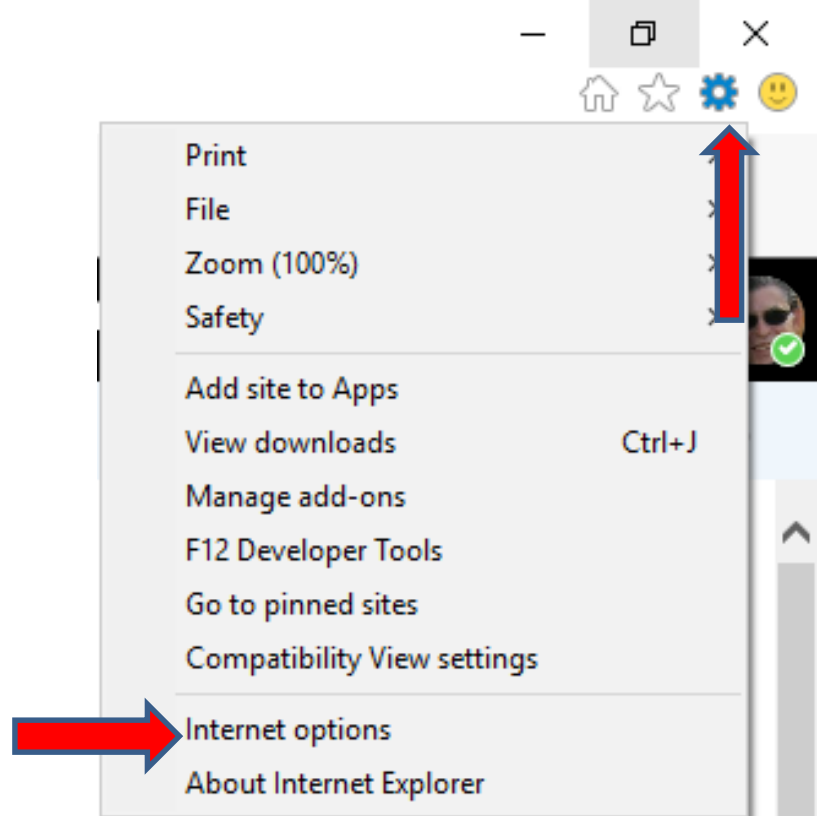 Print
File
Zoom (100%)
Safety
Add site to Apps
View downloads Ctrl+J
Manage add-ons
F12 Developer Tools
Go to pinned sites
Compatibility View settings
Internet options
About Internet Explorer